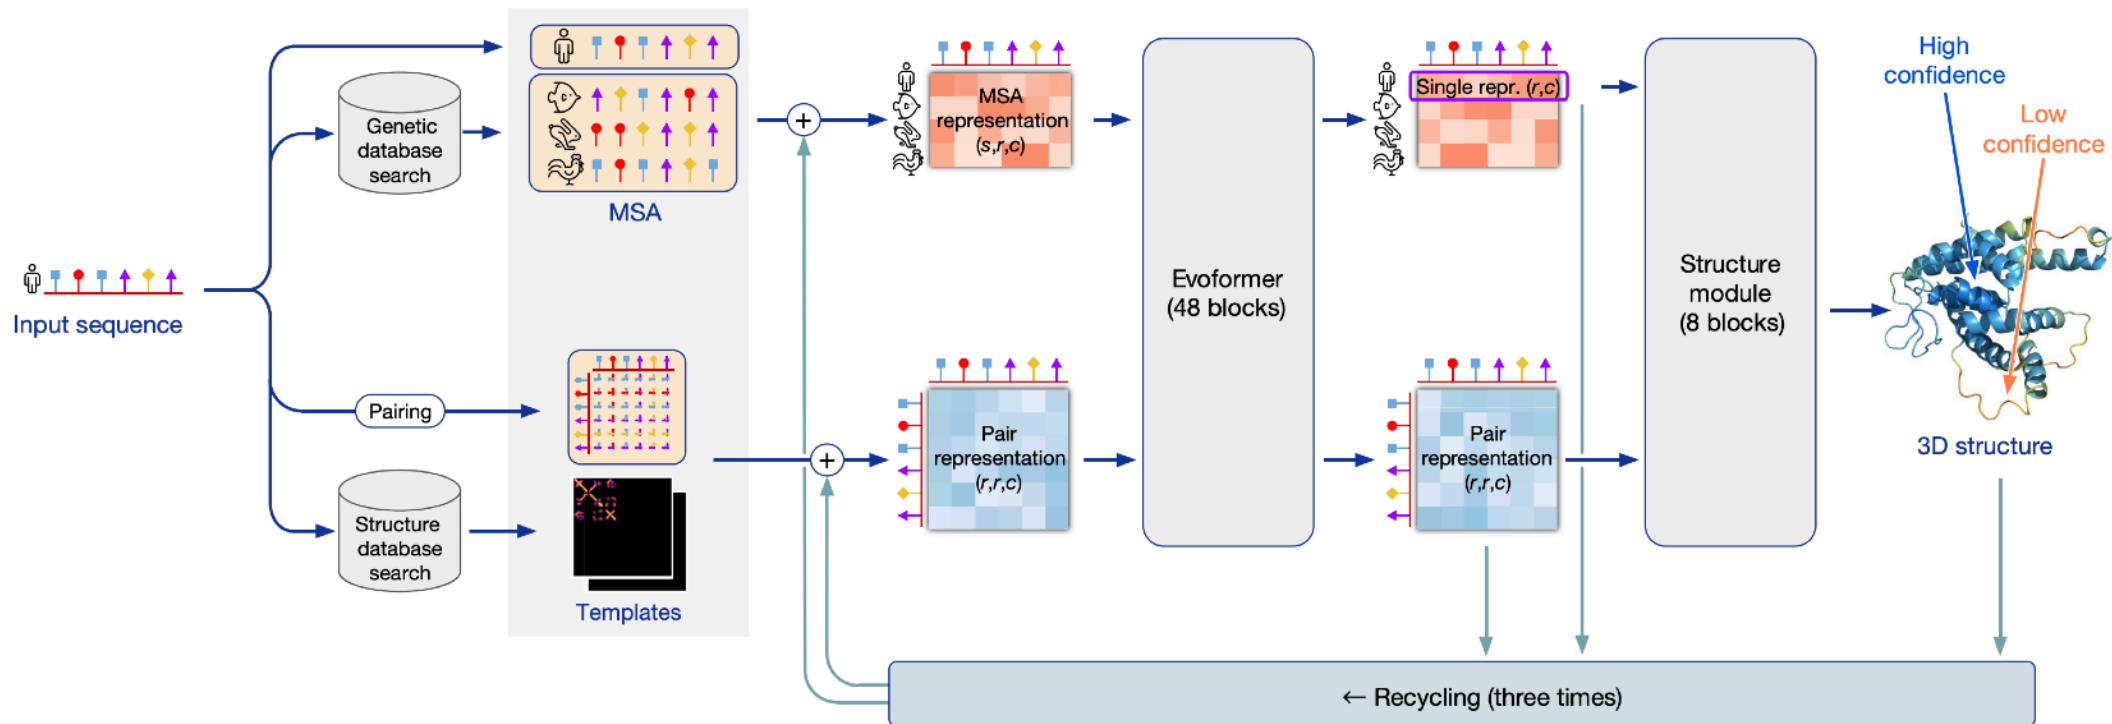 Input sequence
Genetic
database
search
MSA
Pairing
Structure
database
search
Templates
+
+
MSA
representation
(s,r,c)
Pair
representation
(r,r,c)
Evoformer
(48 blocks)
Single repr. (r,c)
Pair
representation
(r,r,c)
Structure
module
(8 blocks)
High
confidence
Low
confidence
3D structure
← Recycling (three times)